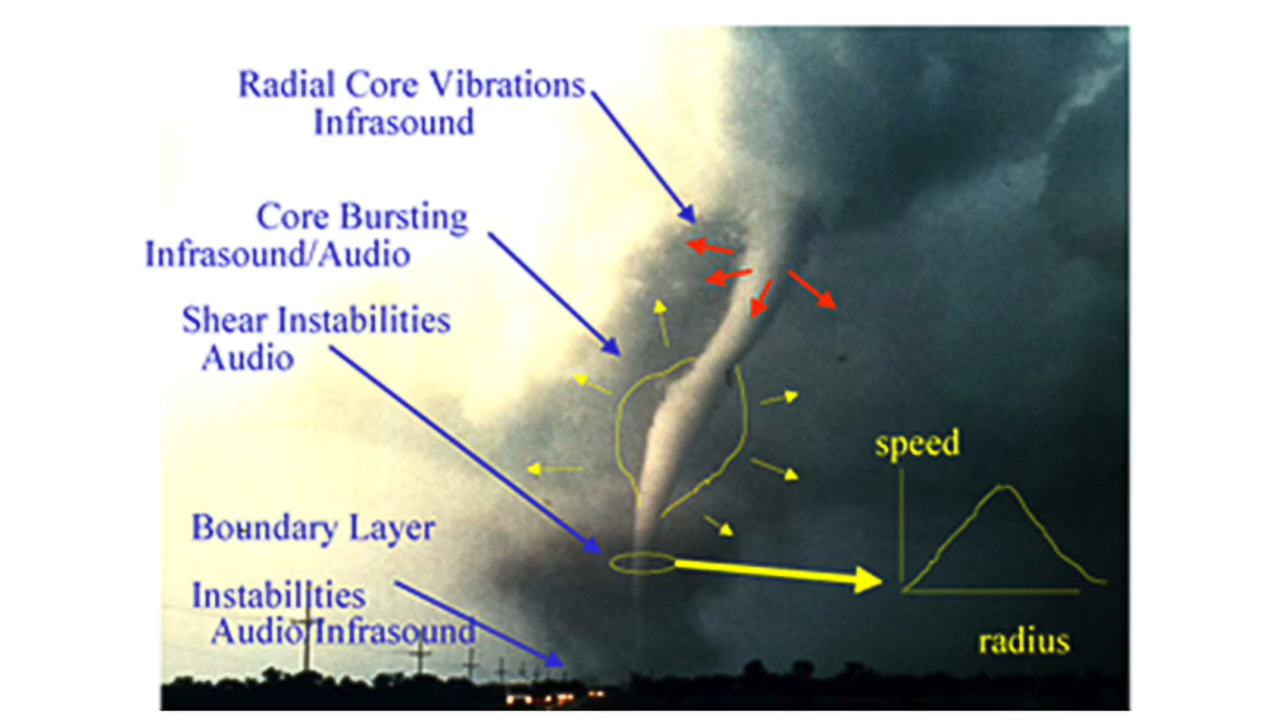 Radial Core Vibrations
Infrasound
Core Bursting
Infrasound/Audio
Shear Instabilities
Audio
speed
Boundary Layer
Instabilities
Audio/Infrasound
radius